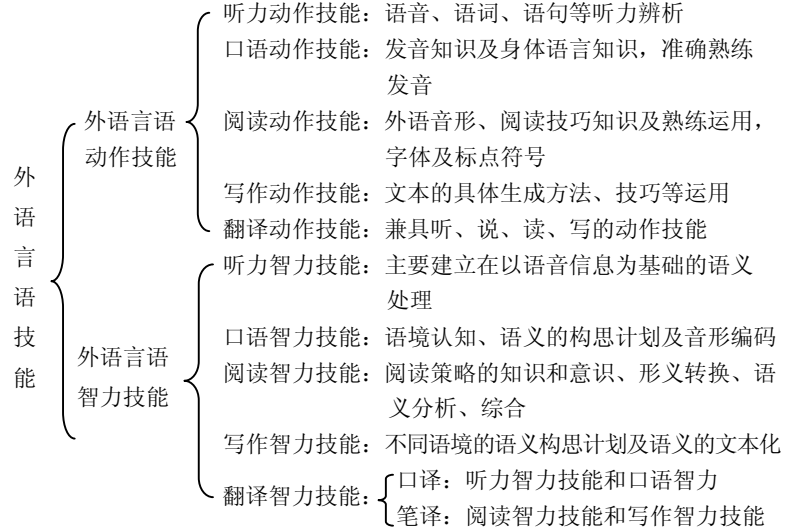 外语言语技能
外语言语
动作技能
听力动作技能：语音、语词、语句等听力辨析
口语动作技能：发音知识及身体语言知识，准确熟练
发音
阅读动作技能：外语音形、阅读技巧知识及熟练运用，
字体及标点符号
写作动作技能：文本的具体生成方法、技巧等运用
翻译动作技能：兼具听、说、读、写的动作技能
外语言语
智力技能
听力智力技能：主要建立在以语音信息为基础的语义
处理
口语智力技能：语境认知、语义的构思计划及音形编码
阅读智力技能：阅读策略的知识和意识、形义转换、语
义分析、综合
写作智力技能：不同语境的语义构思计划及语义的文本化
翻译智力技能：
口译：听力智力技能和口语智力
笔译：阅读智力技能和写作智力技能